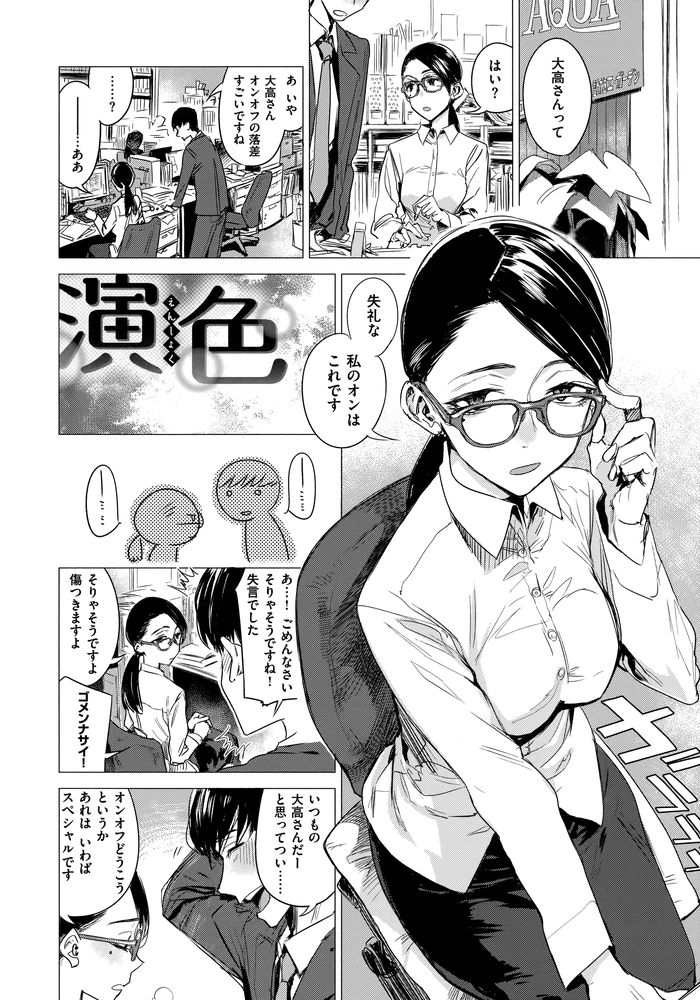 AQUA
大高さんって
はい？
あ いや
大高さん
オンオフの落差
すごいですね
……？
――ああ
失礼な
私のオンは
これです
演色
えんしょく
あ…！ごめんなさい
そりゃそうですね！
失言でした
そりゃそうですよ
傷つきますよ
ゴメンナサイ！
いつもの
大高さんだー
と思ってつい…
オンオフどうこう
というか
あれは いわば
スペシャルです